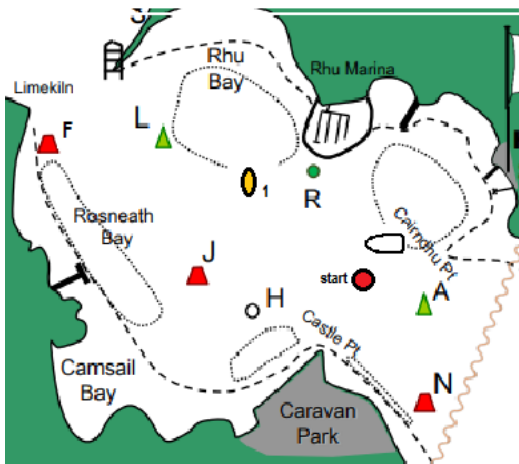 Rhu
Bay
Rhu Marina
Limekiln
F
L
1
R
Rosneath
Bay
J
Cairndhu Pt
start
H
A
Castle Pt
Camsail
Bay
N
Caravan
Park